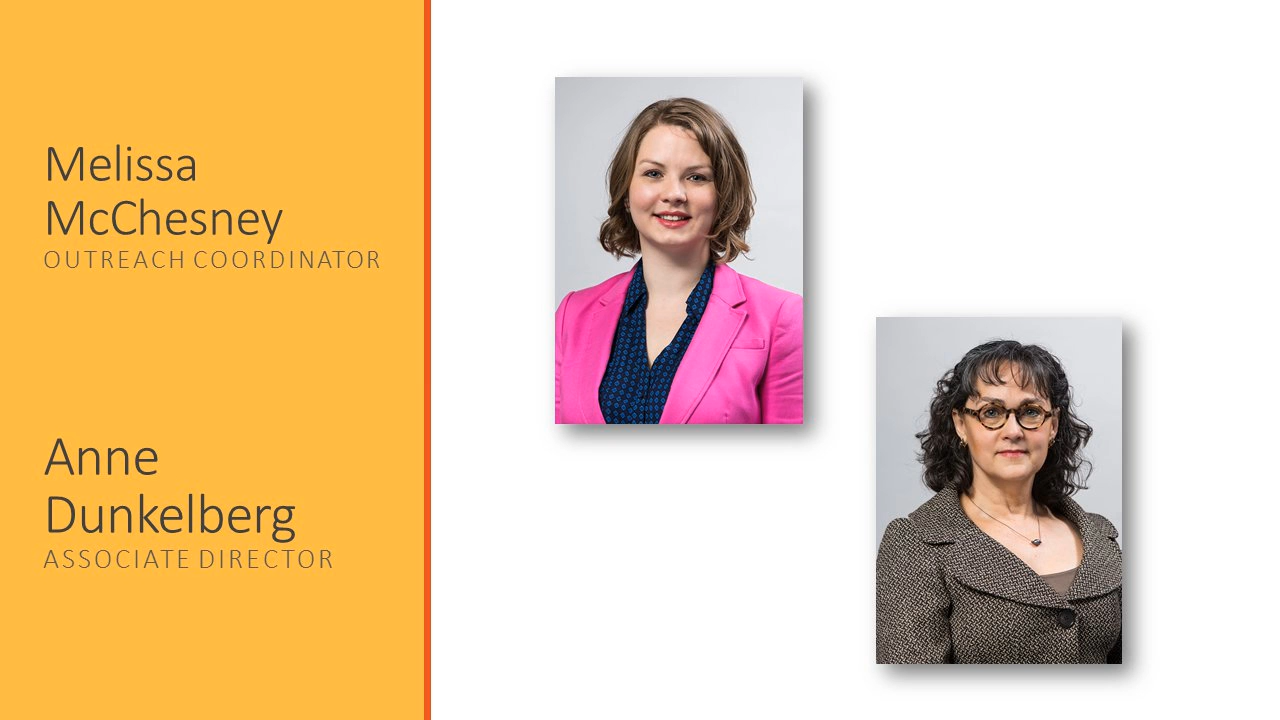 Melissa
McChesney
OUTREACH COORDINATOR
Anne
Dunkelberg
ASSOCIATE DIRECTOR